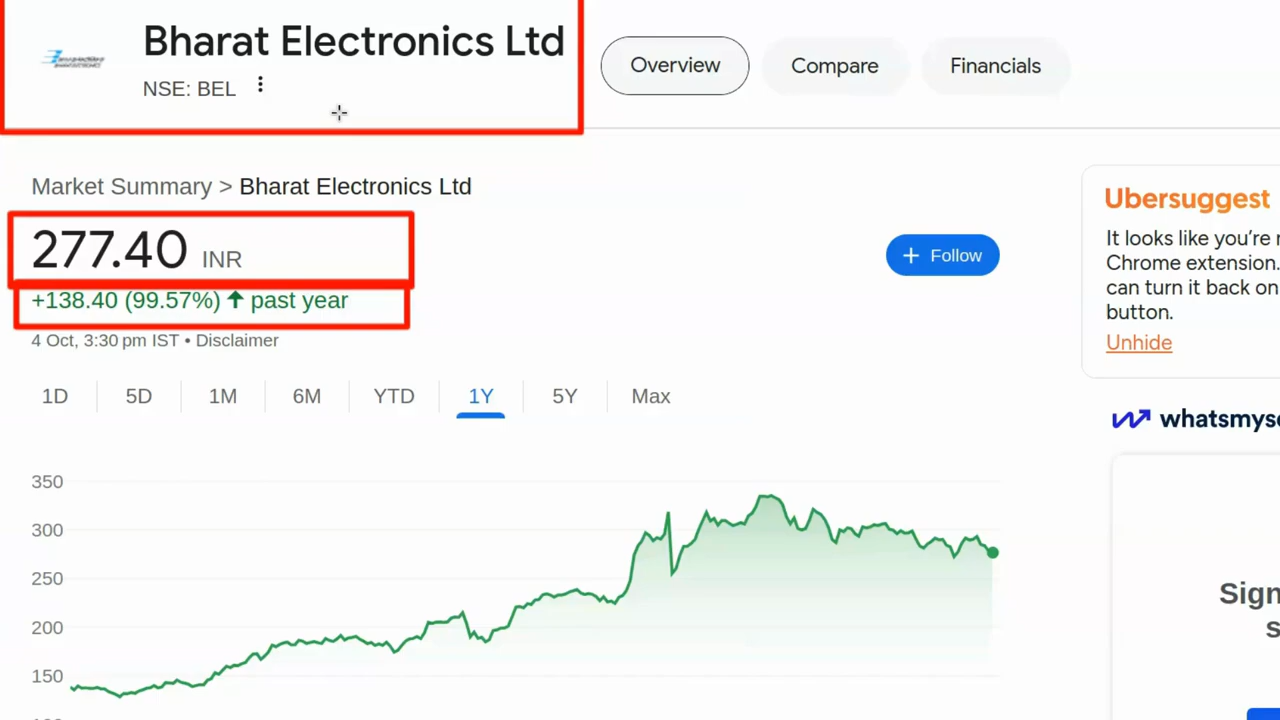 Bharat Electronics Ltd
NSE: BEL
Overview
Compare
Financials
Market Summary > Bharat Electronics Ltd
277.40 INR
+138.40 (99.57%) ↑ past year
4 Oct, 3:30 pm IST • Disclaimer
+ Follow
1D
5D
1M
6M
YTD
1Y
5Y
Max
350
300
250
200
150
Ubersuggest
It looks like you're
Chrome extension.
can turn it back on
button.
Unhide
whatsmys
Sign
s